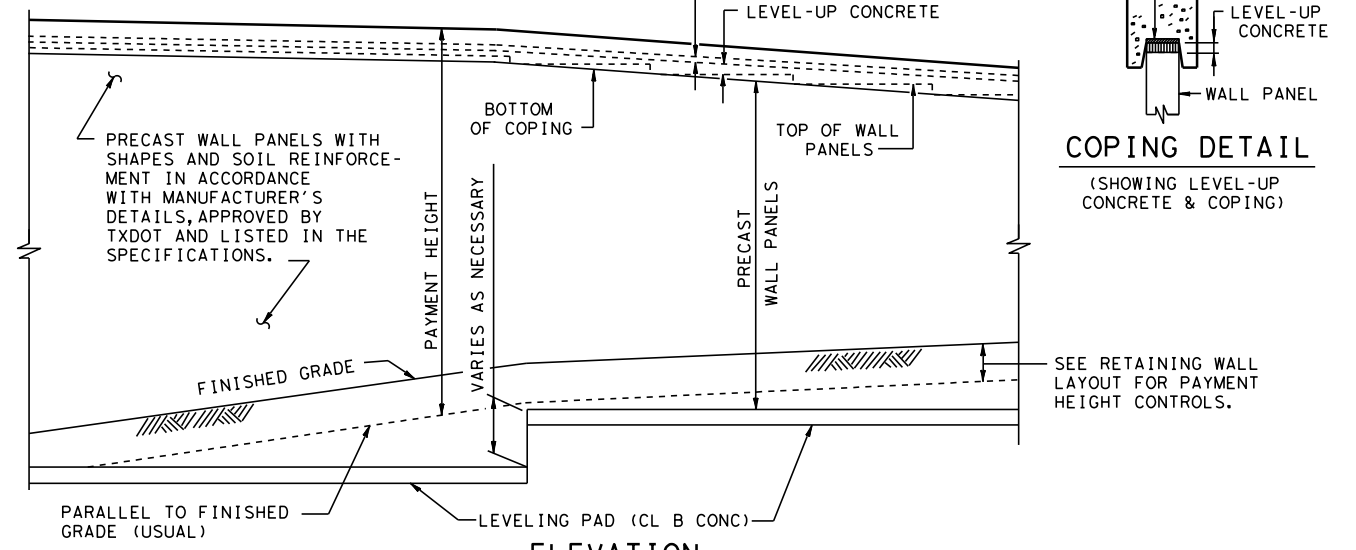 LEVEL-UP CONCRETE
LEVEL-UP
CONCRETE
WALL PANEL
COPING DETAIL
(SHOWING LEVEL-UP
CONCRETE & COPING)
BOTTOM
OF COPING
TOP OF WALL
PANELS
PRECAST WALL PANELS WITH
SHAPES AND SOIL REINFORCE-
MENT IN ACCORDANCE
WITH MANUFACTURER'S
DETAILS, APPROVED BY
TXDOT AND LISTED IN THE
SPECIFICATIONS.
PAYMENT HEIGHT
VARIES AS NECESSARY
PRECAST
WALL PANELS
FINISHED GRADE
SEE RETAINING WALL
LAYOUT FOR PAYMENT
HEIGHT CONTROLS.
PARALLEL TO FINISHED
GRADE (USUAL)
LEVELING PAD (CL B CONC)
ELEVATION